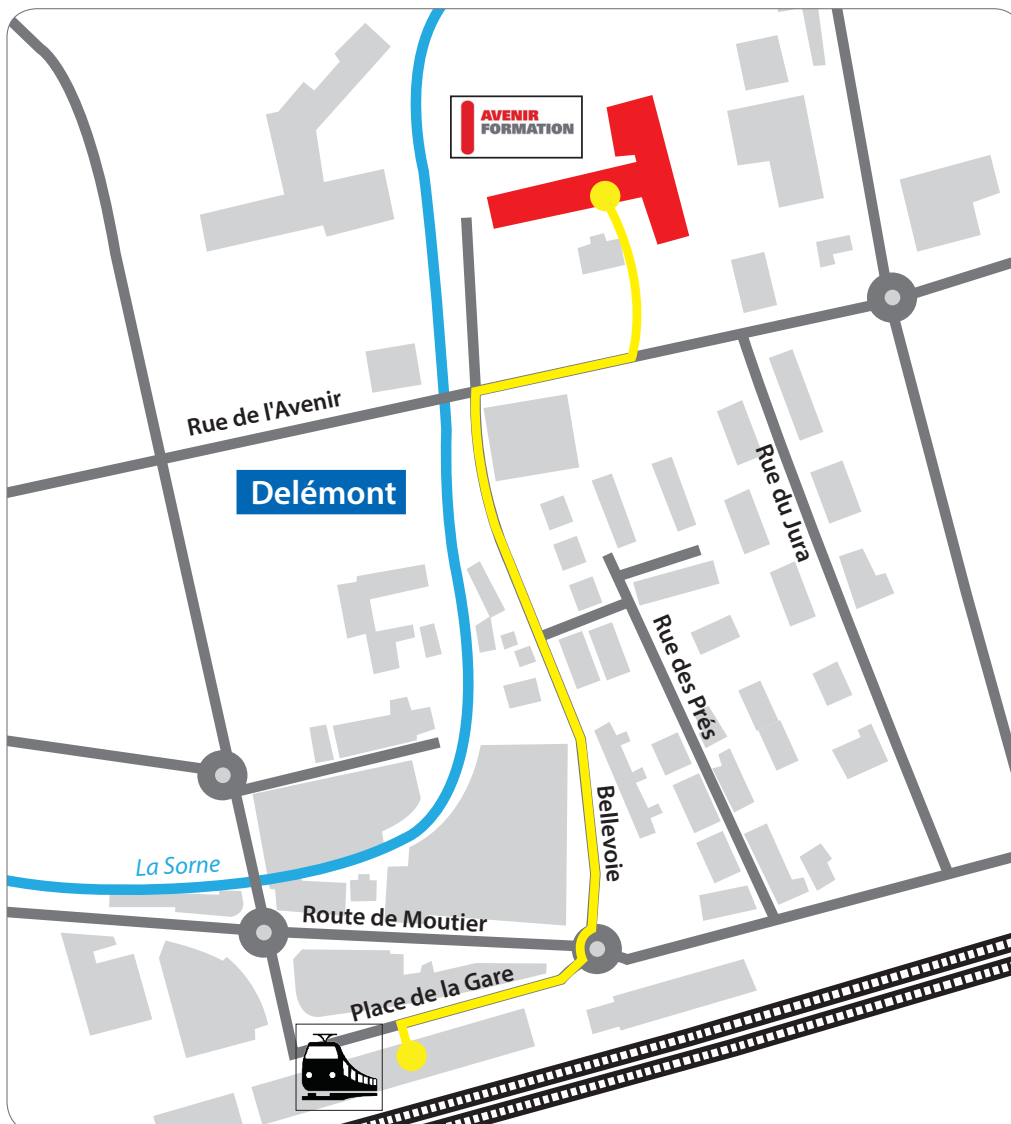 AVENIR
FORMATION
Rue de l'Avenir
Delémont
Rue du Jura
Rue des Prés
Bellevoie
La Sorne
Route de Moutier
Place de la Gare